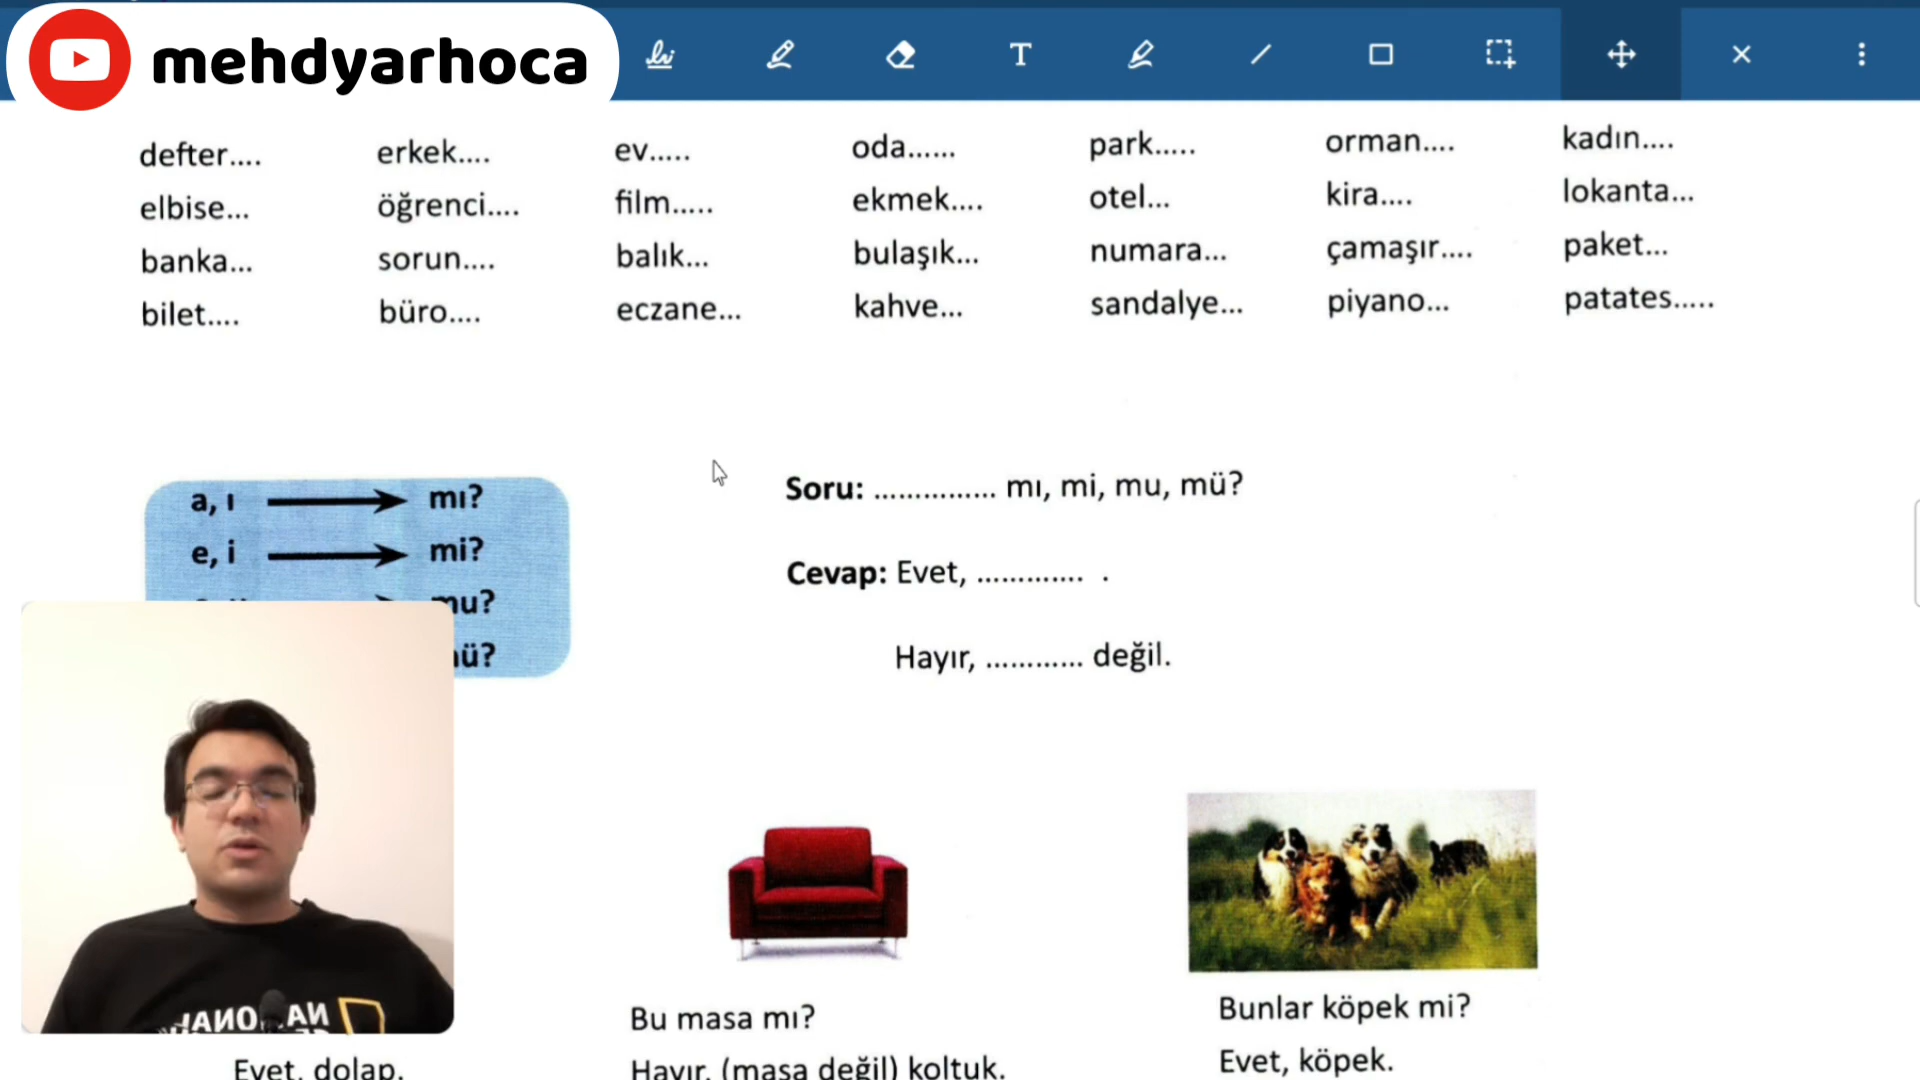 mehdyarhoca
defter.... erkek.... ev..... oda...... park..... orman.... kadın....
elbise... öğrenci.... film..... ekmek.... otel... kira.... lokanta...
banka... sorun.... balık... bulaşık... numara... çamaşır.... paket...
bilet.... büro.... eczane... kahve... sandalye... piyano... patates.....
a, ı mı?
e, i mi?
mu?
Soru: ............... mı, mi, mu, mü?
Cevap: Evet, ............. .
Hayır, ............ değil.
Bu masa mı?
Hayır, (masa değil) koltuk.
Bunlar köpek mi?
Evet, köpek.
Evet, dolap.